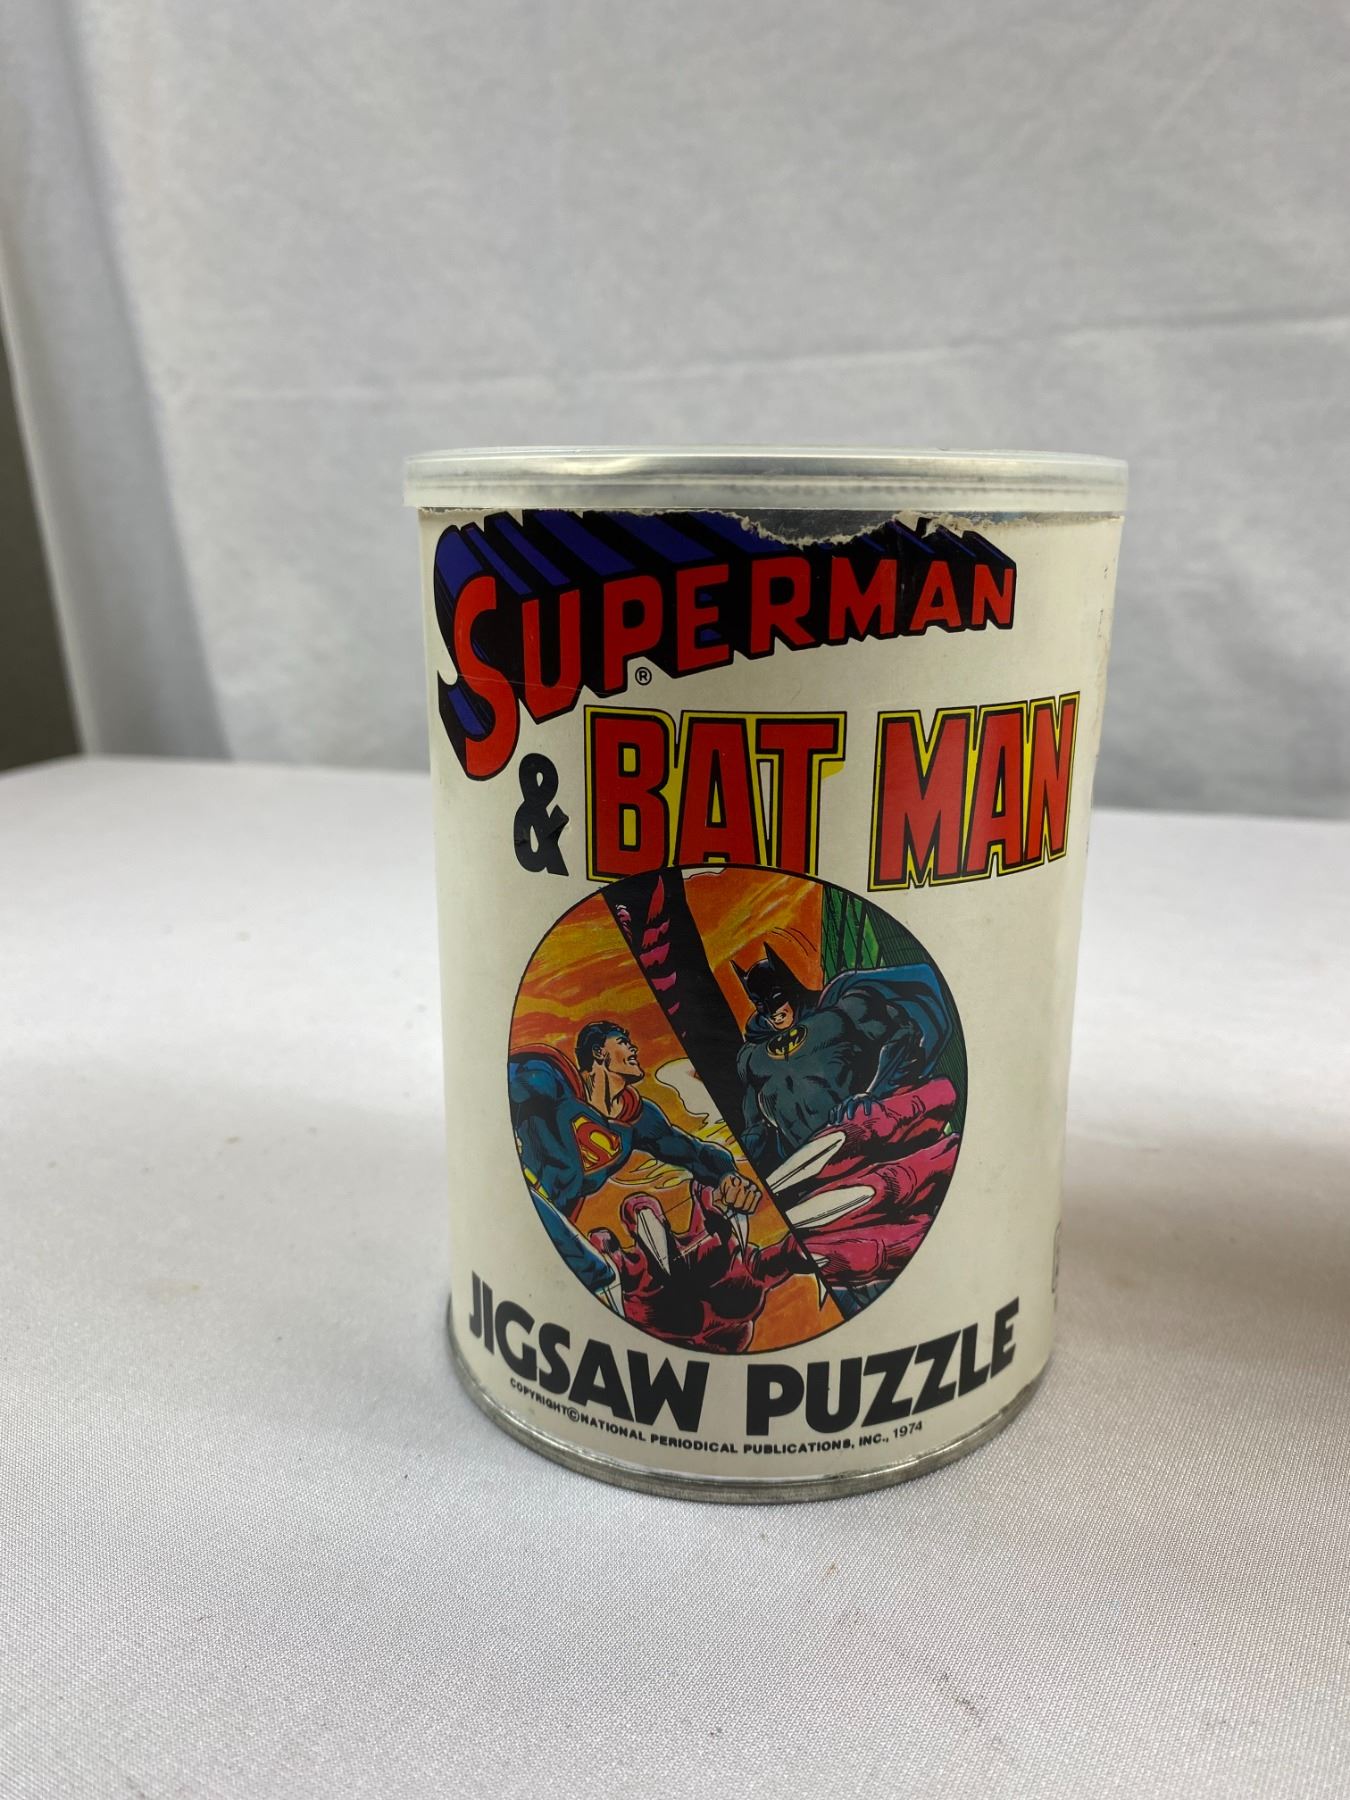 SUPERMAN
®
& BAT MAN
S
JIGSAW PUZZLE
COPYRIGHT © NATIONAL PERIODICAL PUBLICATIONS, INC., 1974